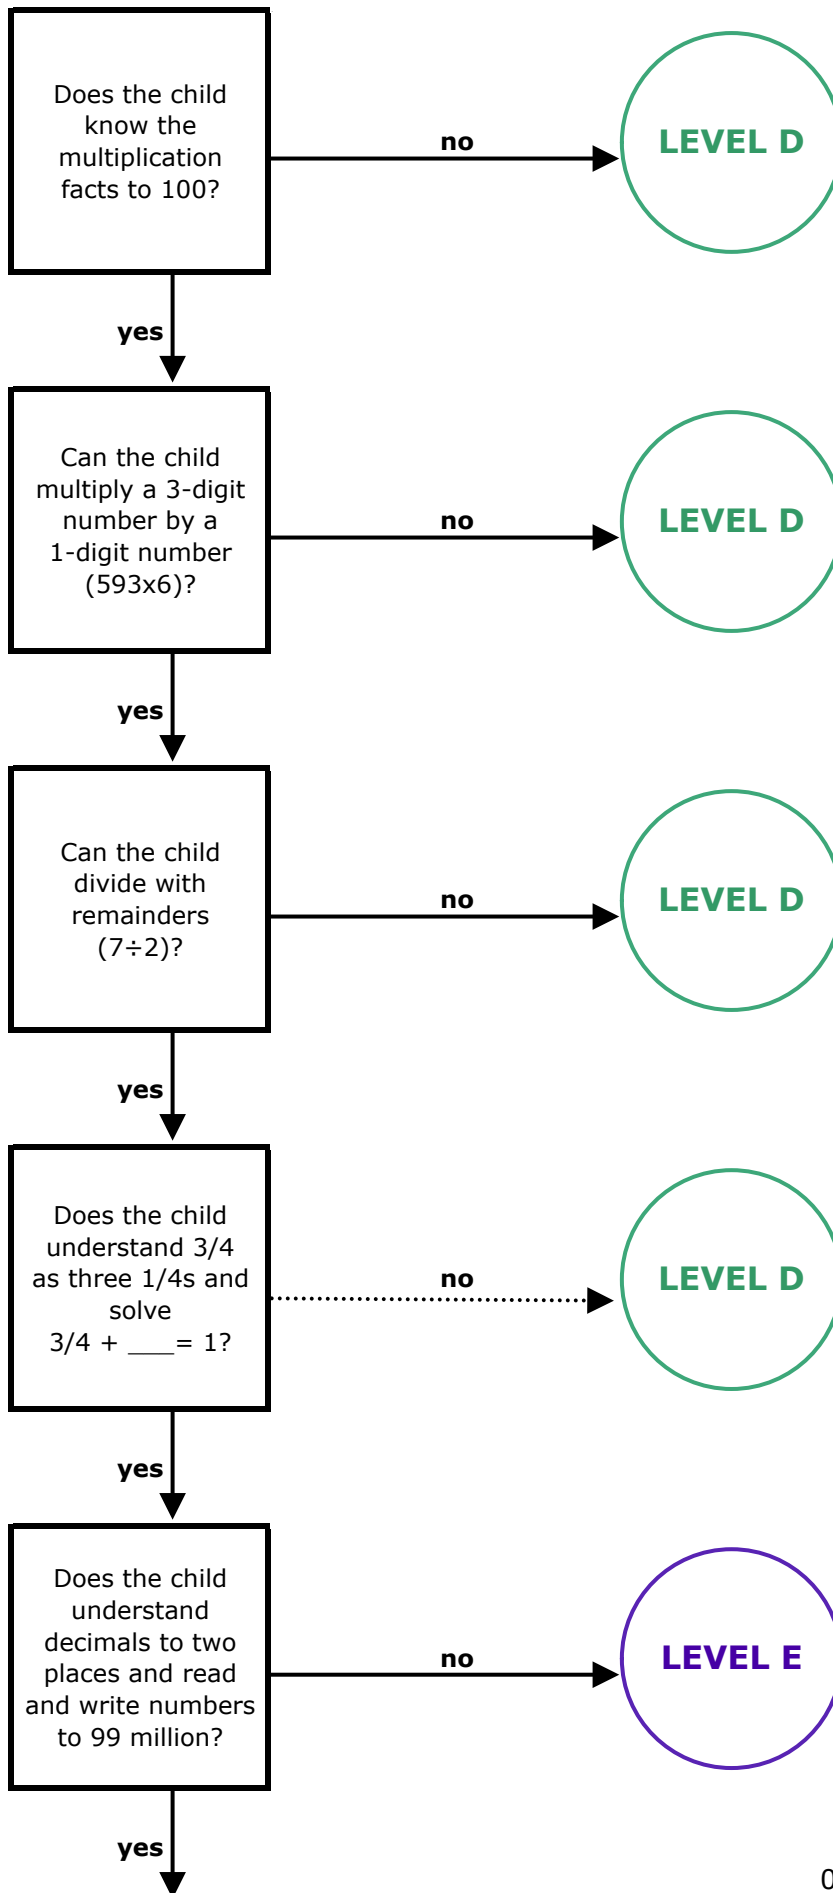 Does the child
know the
multiplication
facts to 100?
no
LEVEL D
yes
Can the child
multiply a 3-digit
number by a
1-digit number
(593x6)?
no
LEVEL D
yes
Can the child
divide with
remainders
(7÷2)?
no
LEVEL D
yes
Does the child
understand 3/4
as three 1/4s and
solve
3/4 + ___= 1?
no
LEVEL D
yes
Does the child
understand
decimals to two
places and read
and write numbers
to 99 million?
no
LEVEL E
yes
0